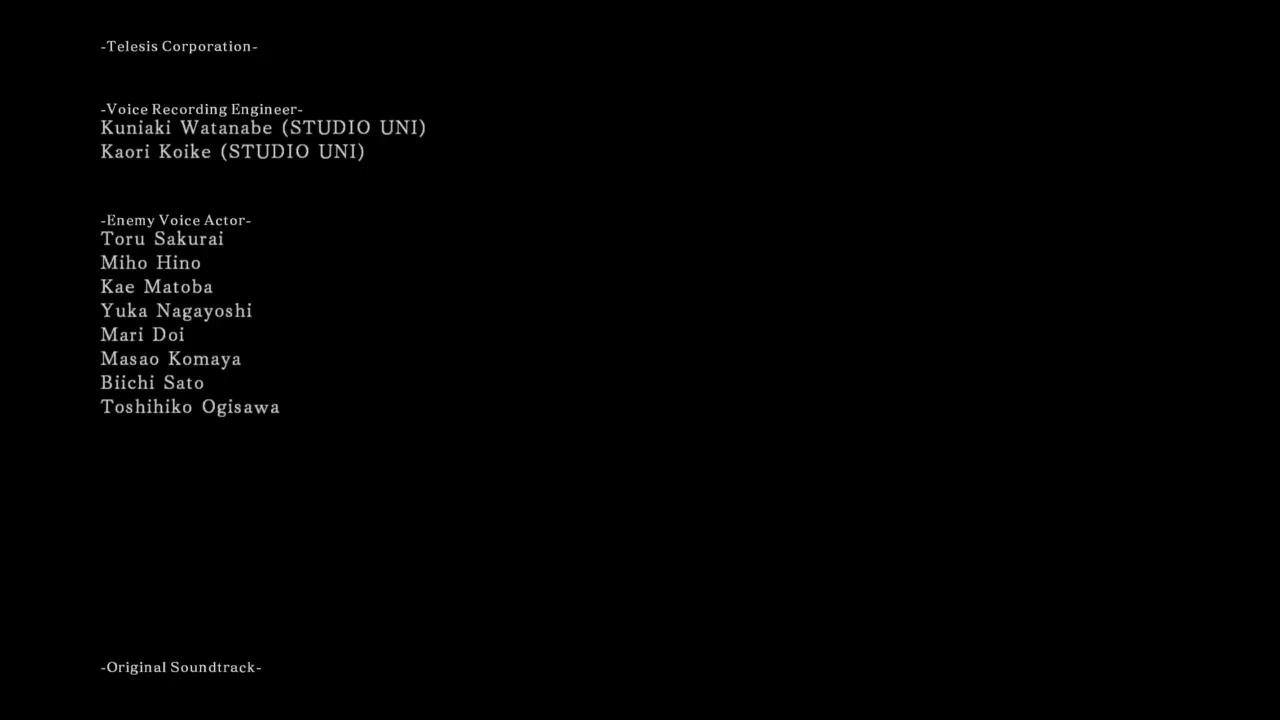 -Telesis Corporation-
-Voice Recording Engineer-
Kuniaki Watanabe (STUDIO UNI)
Kaori Koike (STUDIO UNI)
-Enemy Voice Actor-
Toru Sakurai
Miho Hino
Kae Matoba
Yuka Nagayoshi
Mari Doi
Masao Komaya
Biichi Sato
Toshihiko Ogisawa
-Original Soundtrack-